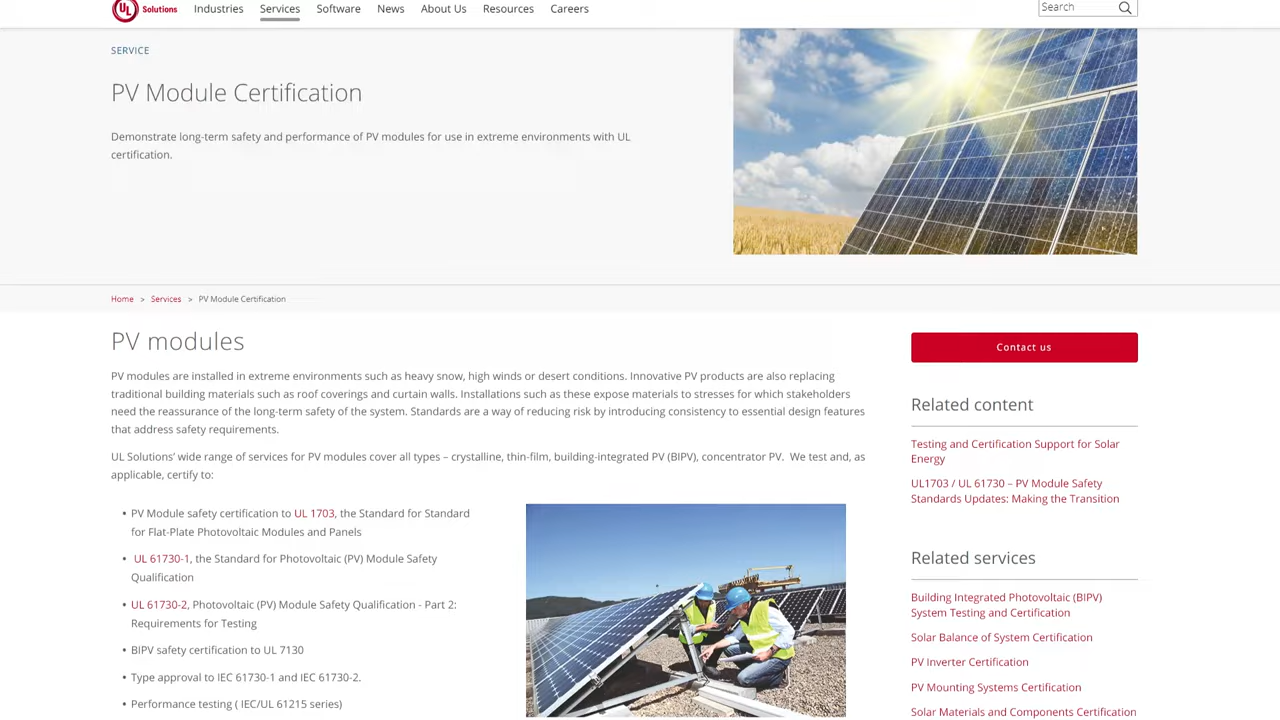 UL Solutions
Industries
Services
Software
News
About Us
Resources
Careers
Search
SERVICE
PV Module Certification
Demonstrate long-term safety and performance of PV modules for use in extreme environments with UL
certification.
Home > Services > PV Module Certification
PV modules
PV modules are installed in extreme environments such as heavy snow, high winds or desert conditions. Innovative PV products are also replacing
traditional building materials such as roof coverings and curtain walls. Installations such as these expose materials to stresses for which stakeholders
need the reassurance of the long-term safety of the system. Standards are a way of reducing risk by introducing consistency to essential design features
that address safety requirements.
UL Solutions’ wide range of services for PV modules cover all types – crystalline, thin-film, building-integrated PV (BIPV), concentrator PV. We test and, as
applicable, certify to:
• PV Module safety certification to UL 1703, the Standard for Standard
for Flat-Plate Photovoltaic Modules and Panels
• UL 61730-1, the Standard for Photovoltaic (PV) Module Safety
Qualification
• UL 61730-2, Photovoltaic (PV) Module Safety Qualification - Part 2:
Requirements for Testing
• BIPV safety certification to UL 7130
• Type approval to IEC 61730-1 and IEC 61730-2.
• Performance testing ( IEC/UL 61215 series)
Contact us
Related content
Testing and Certification Support for Solar
Energy
UL1703 / UL 61730 – PV Module Safety
Standards Updates: Making the Transition
Related services
Building Integrated Photovoltaic (BIPV)
System Testing and Certification
Solar Balance of System Certification
PV Inverter Certification
PV Mounting Systems Certification
Solar Materials and Components Certification